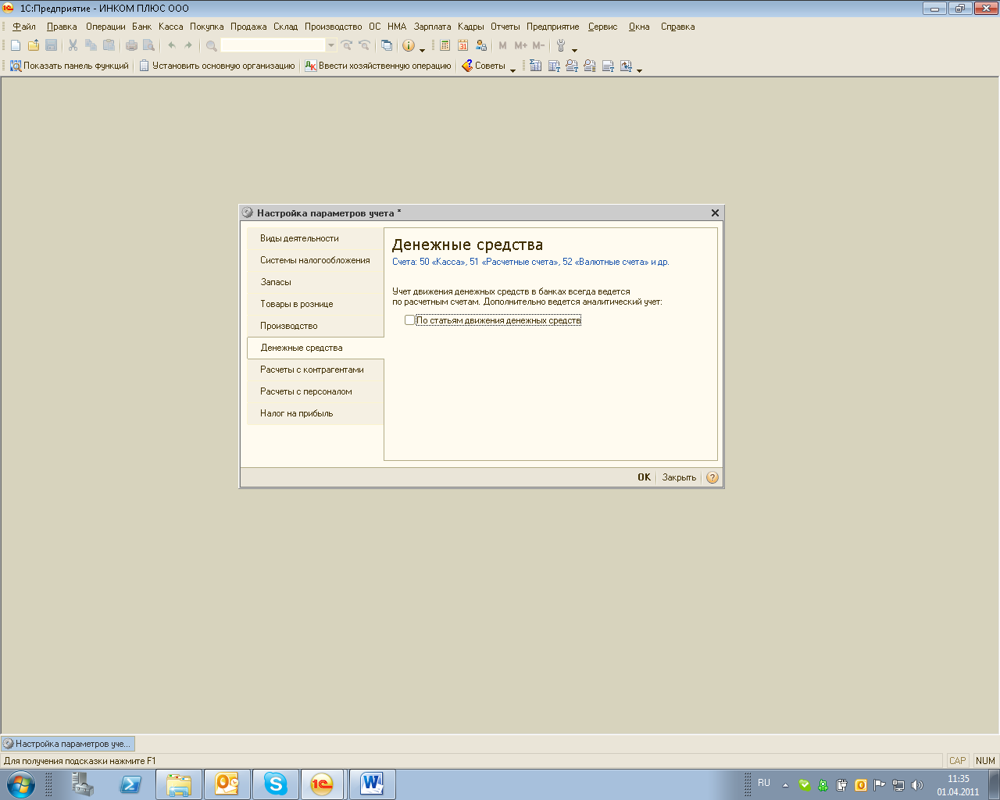 1С:Предприятие - ИНКОМ ПЛЮС ООО
Файл Правка Операции Банк Касса Покупка Продажа Склад Производство ОС НМА Зарплата Кадры Отчеты Предприятие Сервис Окна Справка
M M+ M-
Показать панель функций Установить основную организацию Ввести хозяйственную операцию Советы
Настройка параметров учета *
Виды деятельности
Системы налогообложения
Запасы
Товары в рознице
Производство
Денежные средства
Расчеты с контрагентами
Расчеты с персоналом
Налог на прибыль
Денежные средства
Счета: 50 «Касса», 51 «Расчетные счета», 52 «Валютные счета» и др.
Учет движения денежных средств в банках всегда ведется
по расчетным счетам. Дополнительно ведется аналитический учет:
По статьям движения денежных средств
OK Закрыть ?
Настройка параметров уче...
Для получения подсказки нажмите F1
CAP NUM
RU
11:35
01.04.2011